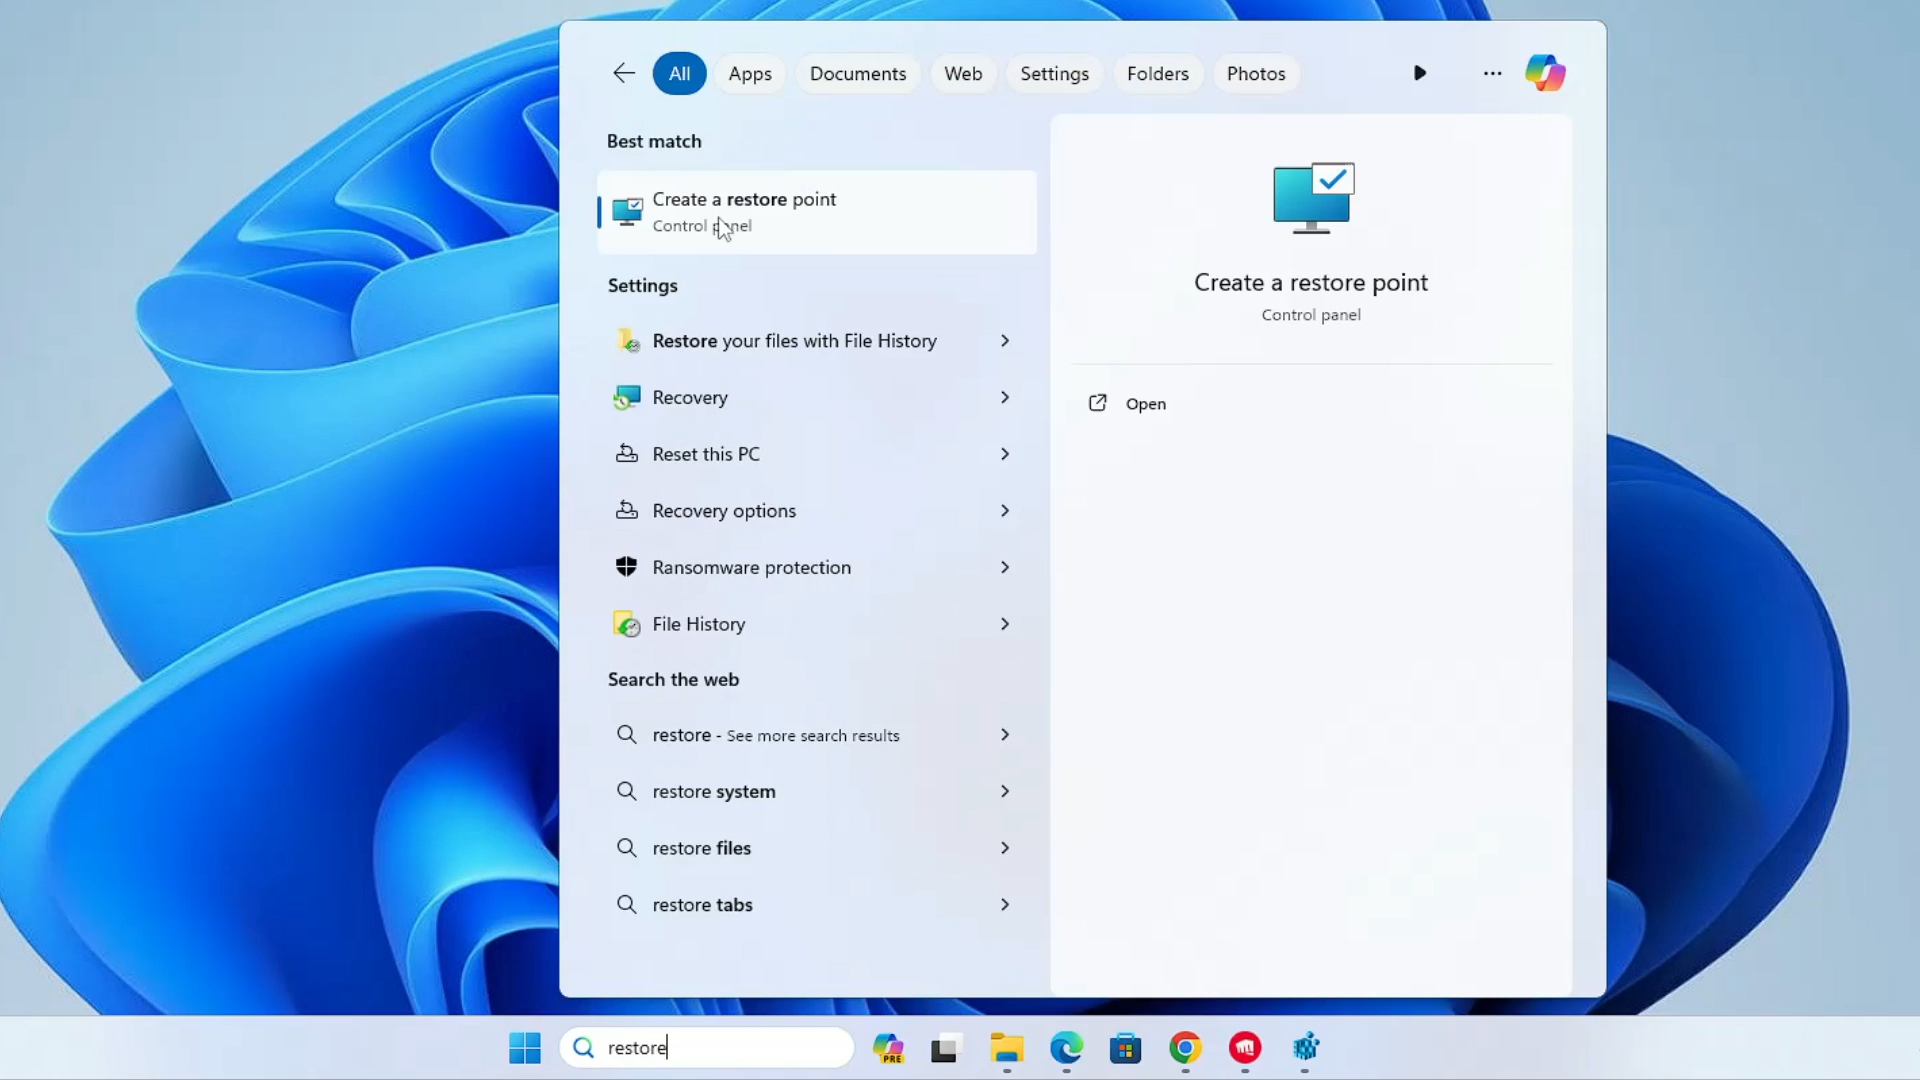 All
Apps
Documents
Web
Settings
Folders
Photos
Best match
Create a restore point
Control panel
Settings
Restore your files with File History
Recovery
Reset this PC
Recovery options
Ransomware protection
File History
Search the web
restore - See more search results
restore system
restore files
restore tabs
Create a restore point
Control panel
Open
restore
PRE